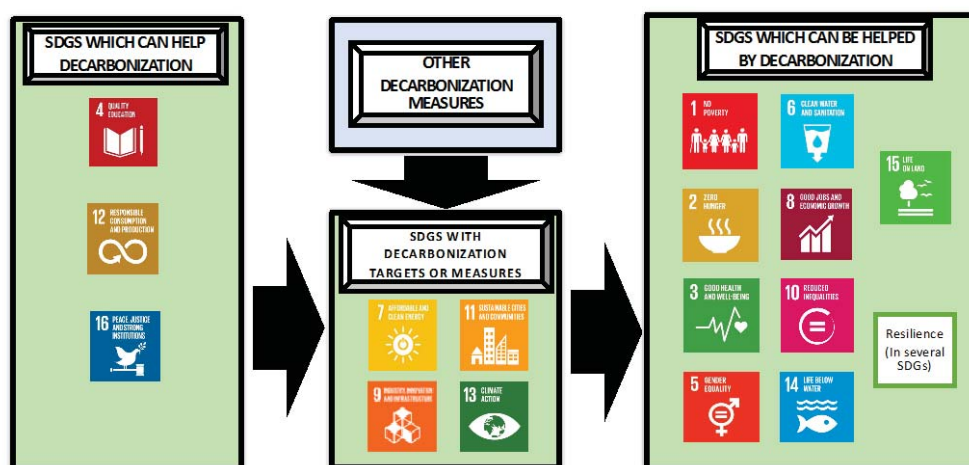 SDGS WHICH CAN HELP
DECARBONIZATION
4 QUALITY
EDUCATION
12 RESPONSIBLE
CONSUMPTION
AND PRODUCTION
16 PEACE JUSTICE
AND STRONG
INSTITUTIONS
OTHER
DECARBONIZATION
MEASURES
SDGS WITH
DECARBONIZATION
TARGETS OR MEASURES
7 AFFORDABLE AND
CLEAN ENERGY
11 SUSTAINABLE CITIES
AND COMMUNITIES
9 INDUSTRY, INNOVATION
AND INFRASTRUCTURE
13 CLIMATE
ACTION
SDGS WHICH CAN BE HELPED
BY DECARBONIZATION
1 NO
POVERTY
6 CLEAN WATER
AND SANITATION
15 LIFE
ON LAND
2 ZERO
HUNGER
8 GOOD JOBS AND
ECONOMIC GROWTH
3 GOOD HEALTH
AND WELL-BEING
10 REDUCED
INEQUALITIES
Resilience
(In several
SDGs)
5 GENDER
EQUALITY
14 LIFE BELOW
WATER